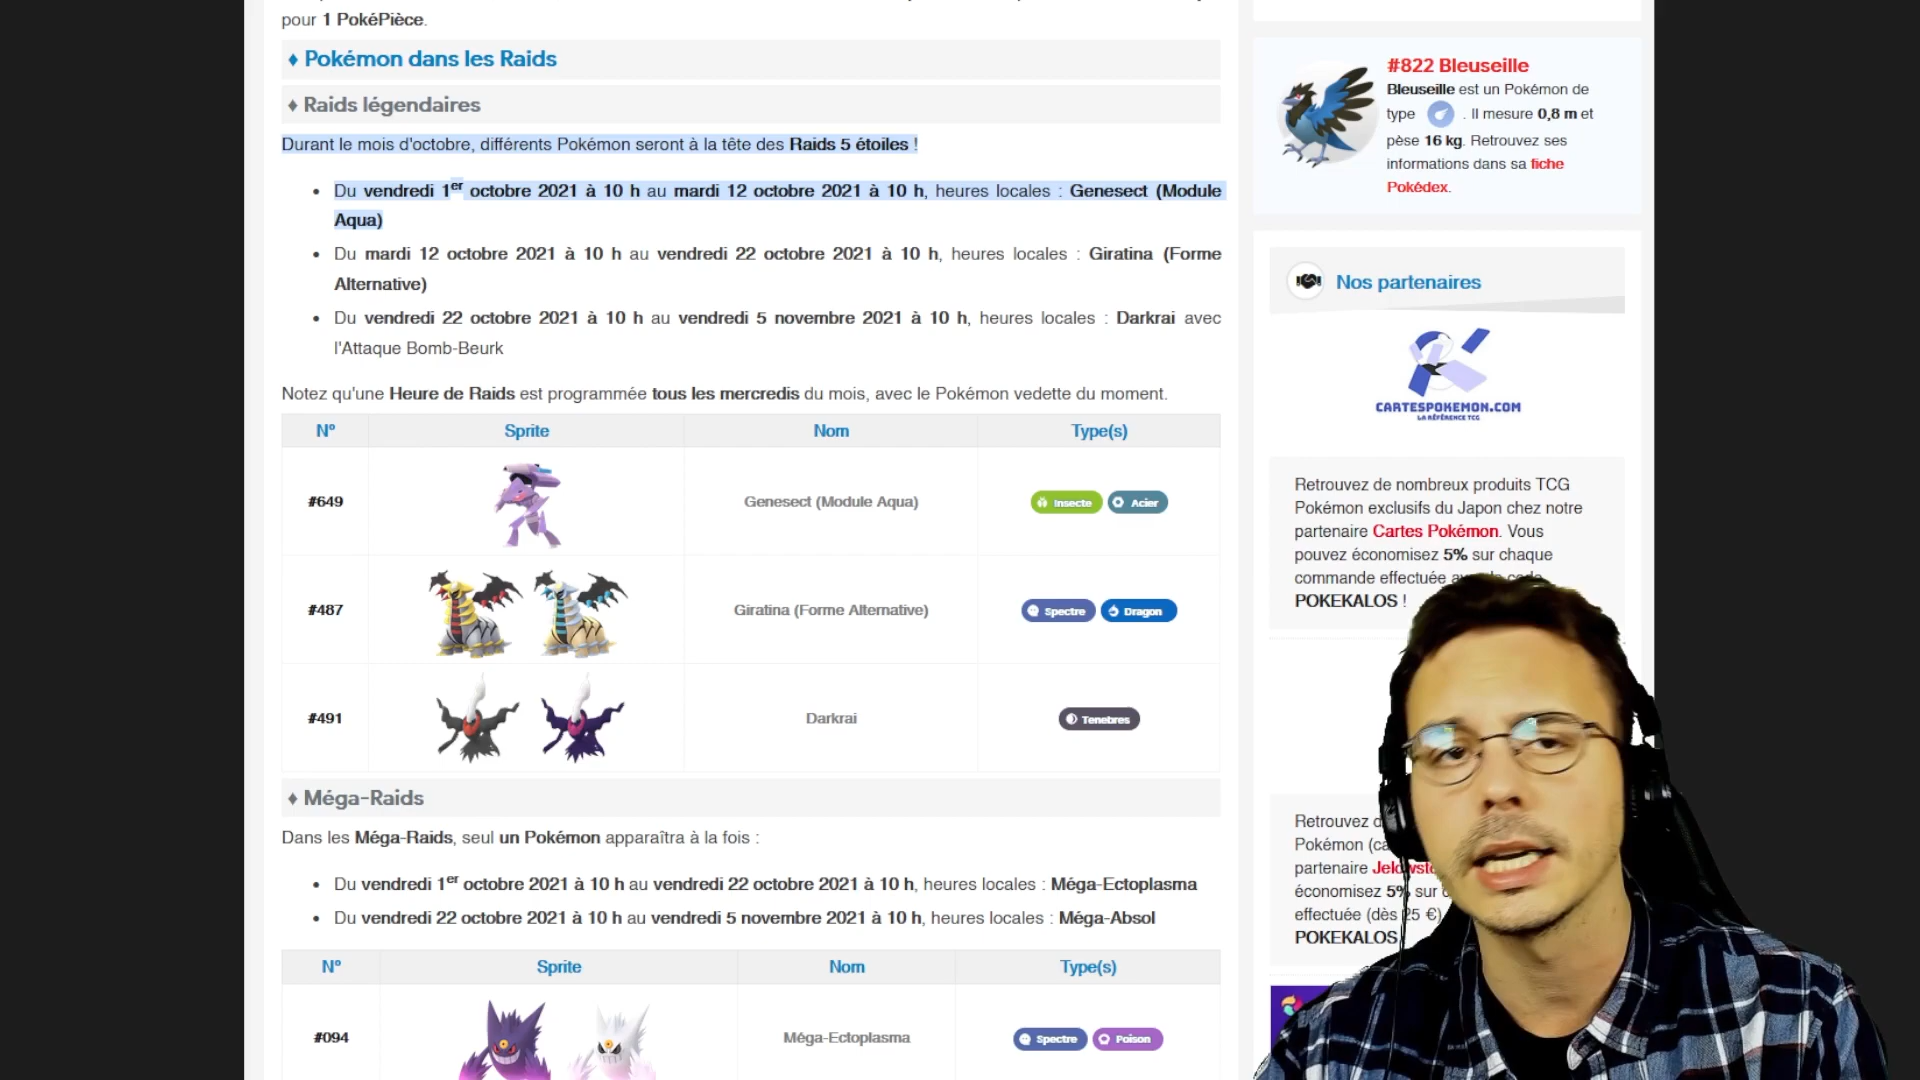 pour 1 PokéPièce.
♦ Pokémon dans les Raids
♦ Raids légendaires
Durant le mois d'octobre, différents Pokémon seront à la tête des Raids 5 étoiles !
• Du vendredi 1er octobre 2021 à 10 h au mardi 12 octobre 2021 à 10 h, heures locales : Genesect (Module
Aqua)
• Du mardi 12 octobre 2021 à 10 h au vendredi 22 octobre 2021 à 10 h, heures locales : Giratina (Forme
Alternative)
• Du vendredi 22 octobre 2021 à 10 h au vendredi 5 novembre 2021 à 10 h, heures locales : Darkrai avec
l'Attaque Bomb-Beurk
Notez qu'une Heure de Raids est programmée tous les mercredis du mois, avec le Pokémon vedette du moment.
N° Sprite Nom Type(s)
#649 Genesect (Module Aqua) Insecte Acier
#487 Giratina (Forme Alternative) Spectre Dragon
#491 Darkrai Tenebres
♦ Méga-Raids
Dans les Méga-Raids, seul un Pokémon apparaîtra à la fois :
• Du vendredi 1er octobre 2021 à 10 h au vendredi 22 octobre 2021 à 10 h, heures locales : Méga-Ectoplasma
• Du vendredi 22 octobre 2021 à 10 h au vendredi 5 novembre 2021 à 10 h, heures locales : Méga-Absol
N° Sprite Nom Type(s)
#094 Méga-Ectoplasma Spectre Poison
#822 Bleuseille
Bleuseille est un Pokémon de
type . Il mesure 0,8 m et
pèse 16 kg. Retrouvez ses
informations dans sa fiche
Pokédex.
Nos partenaires
CARTESPOKEMON.COM
LA RÉFÉRENCE TCG
Retrouvez de nombreux produits TCG
Pokémon exclusifs du Japon chez notre
partenaire Cartes Pokémon. Vous
pouvez économisez 5% sur chaque
commande effectuée
POKEKALOS !
Retrouvez
Pokémon
partenaire
économisez 5% sur
effectuée (dès 25 €)
POKEKALOS